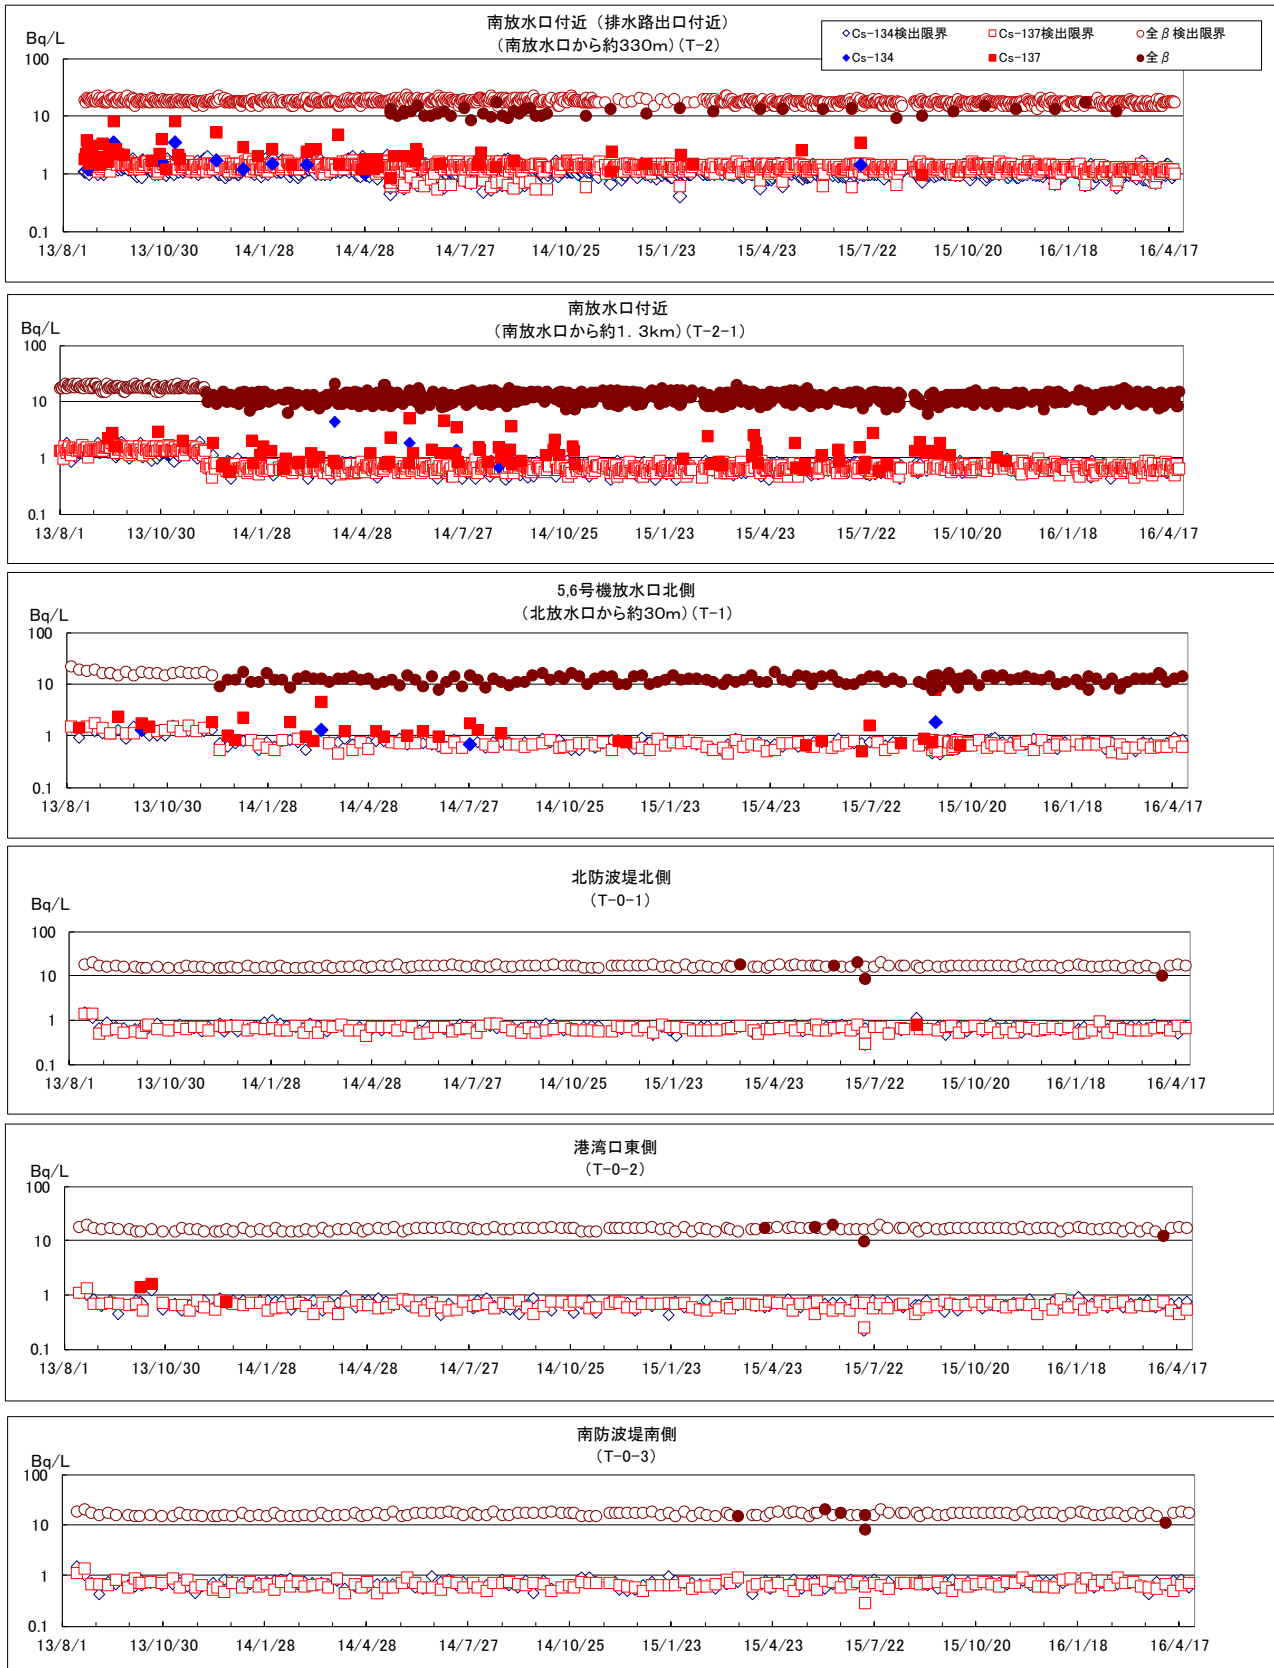 南放水口付近（排水路出口付近）
（南放水口から約330m）（T-2）
Bq/L
◇Cs-134検出限界 □Cs-137検出限界 ○全β検出限界
◆Cs-134 ■Cs-137 ●全β
100
10
1
0.1
13/8/1 13/10/30 14/1/28 14/4/28 14/7/27 14/10/25 15/1/23 15/4/23 15/7/22 15/10/20 16/1/18 16/4/17
南放水口付近
（南放水口から約1．3km）（T-2-1）
Bq/L
100
10
1
0.1
13/8/1 13/10/30 14/1/28 14/4/28 14/7/27 14/10/25 15/1/23 15/4/23 15/7/22 15/10/20 16/1/18 16/4/17
5,6号機放水口北側
（北放水口から約30m）（T-1）
Bq/L
100
10
1
0.1
13/8/1 13/10/30 14/1/28 14/4/28 14/7/27 14/10/25 15/1/23 15/4/23 15/7/22 15/10/20 16/1/18 16/4/17
北防波堤北側
（T-0-1）
Bq/L
100
10
1
0.1
13/8/1 13/10/30 14/1/28 14/4/28 14/7/27 14/10/25 15/1/23 15/4/23 15/7/22 15/10/20 16/1/18 16/4/17
港湾口東側
（T-0-2）
Bq/L
100
10
1
0.1
13/8/1 13/10/30 14/1/28 14/4/28 14/7/27 14/10/25 15/1/23 15/4/23 15/7/22 15/10/20 16/1/18 16/4/17
南防波堤南側
（T-0-3）
Bq/L
100
10
1
0.1
13/8/1 13/10/30 14/1/28 14/4/28 14/7/27 14/10/25 15/1/23 15/4/23 15/7/22 15/10/20 16/1/18 16/4/17